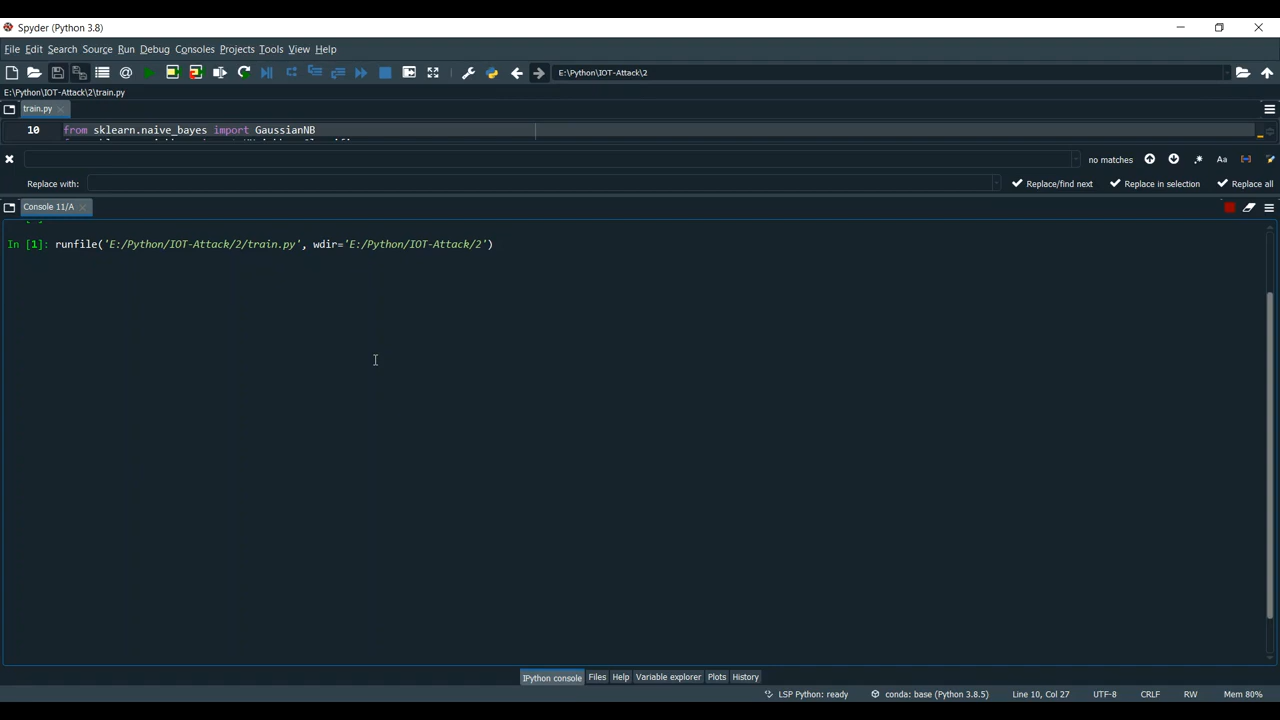 Spyder (Python 3.8)
File Edit Search Source Run Debug Consoles Projects Tools View Help
E:\Python\IOT-Attack\2
E:\Python\IOT-Attack\2\train.py
train.py
10 from sklearn.naive_bayes import GaussianNB
no matches Aa
Replace with: Replace/find next Replace in selection Replace all
Console 11/A
In [1]: runfile('E:/Python/IOT-Attack/2/train.py', wdir='E:/Python/IOT-Attack/2')
IPython console Files Help Variable explorer Plots History
LSP Python: ready conda: base (Python 3.8.5) Line 10, Col 27 UTF-8 CRLF RW Mem 80%